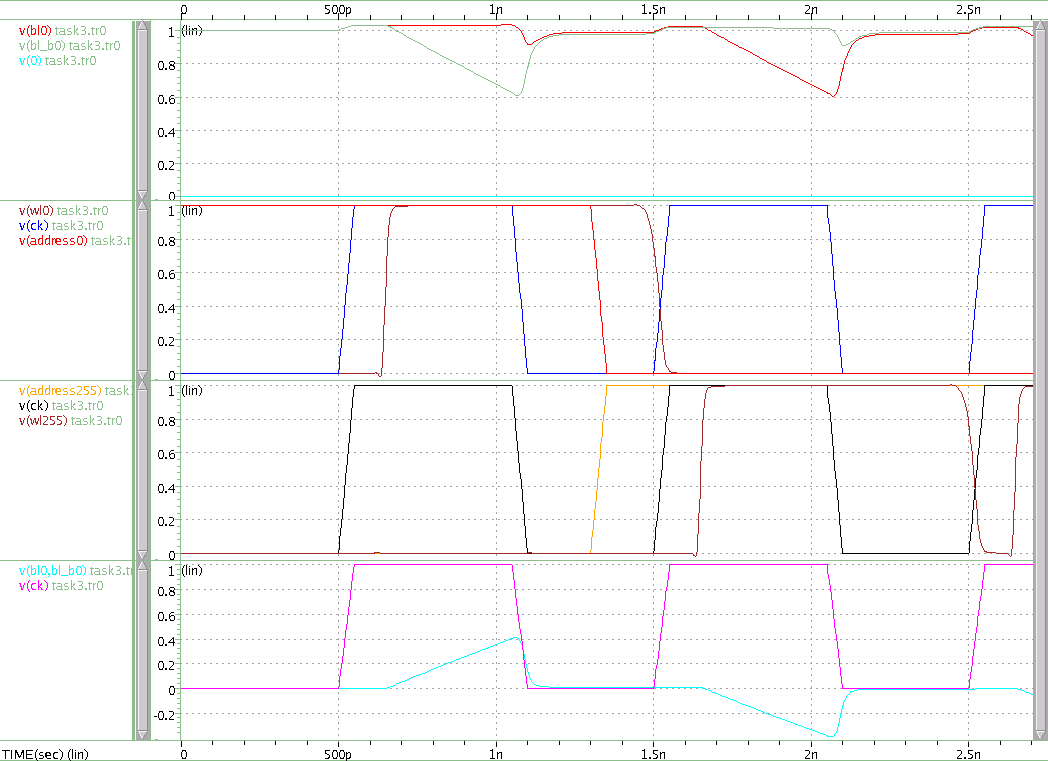 0 500p 1n 1.5n 2n 2.5n
v(bl0) task3.tr0
v(bl_b0) task3.tr0
v(0) task3.tr0
1 (lin)
0.8
0.6
0.4
0.2
0
v(wl0) task3.tr0
v(ck) task3.tr0
v(address0) task3.t
1 (lin)
0.8
0.6
0.4
0.2
0
v(address255) task
v(ck) task3.tr0
v(wl255) task3.tr0
1 (lin)
0.8
0.6
0.4
0.2
0
v(bl0,bl_b0) task3.tr
v(ck) task3.tr0
1 (lin)
0.8
0.6
0.4
0.2
0
-0.2
TIME(sec) (lin) 0 500p 1n 1.5n 2n 2.5n